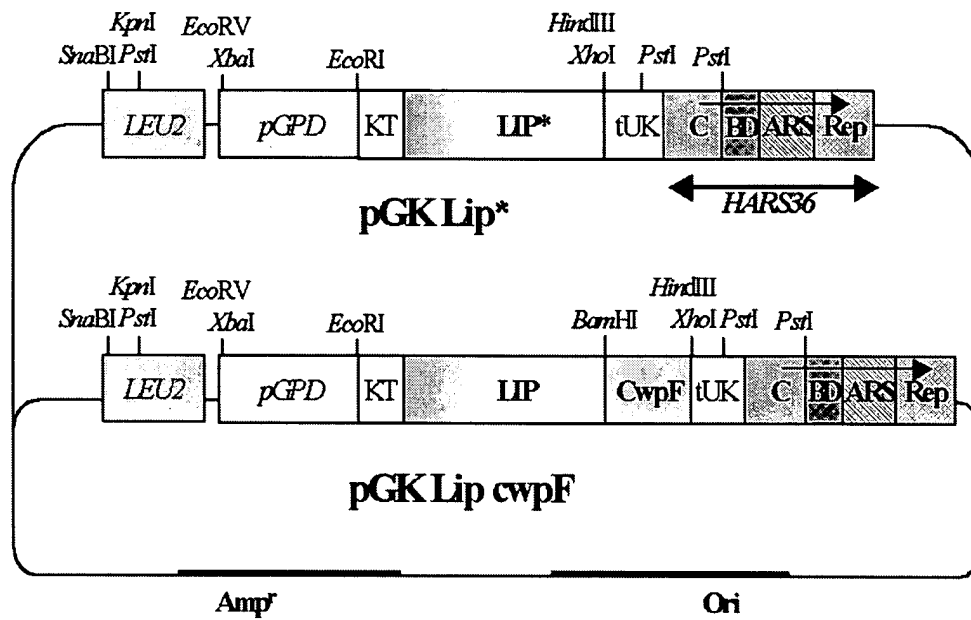 KpnI EcoRV HindIII
SnaBI PstI XbaI EcoRI XhoI PstI PstI
LEU2 pGPD KT LIP* tUK C BD ARS Rep
HARS36
pGK Lip*
KpnI EcoRV HindIII
SnaBI PstI XbaI EcoRI BamHI XhoI PstI PstI
LEU2 pGPD KT LIP CwpF tUK C BD ARS Rep
pGK Lip cwpF
Ampʳ Ori